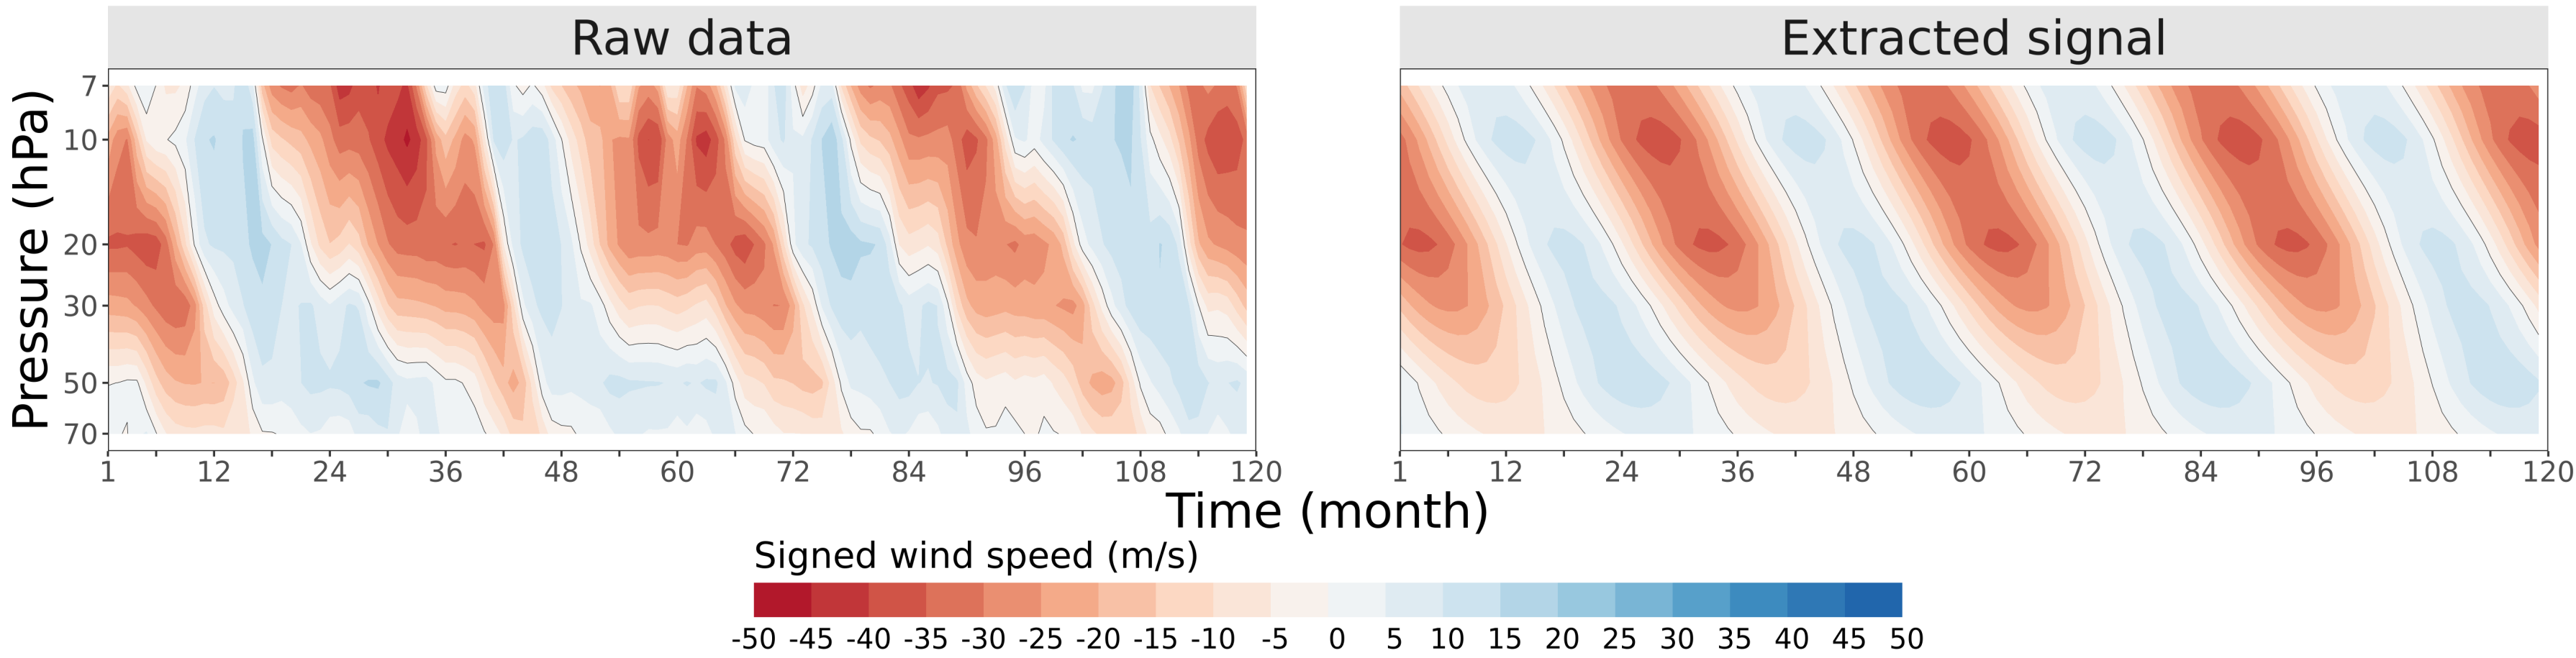 Raw data
Extracted signal
Pressure (hPa)
7
10
20
30
50
70
1 12 24 36 48 60 72 84 96 108 120
1 12 24 36 48 60 72 84 96 108 120
Time (month)
Signed wind speed (m/s)
-50 -45 -40 -35 -30 -25 -20 -15 -10 -5 0 5 10 15 20 25 30 35 40 45 50